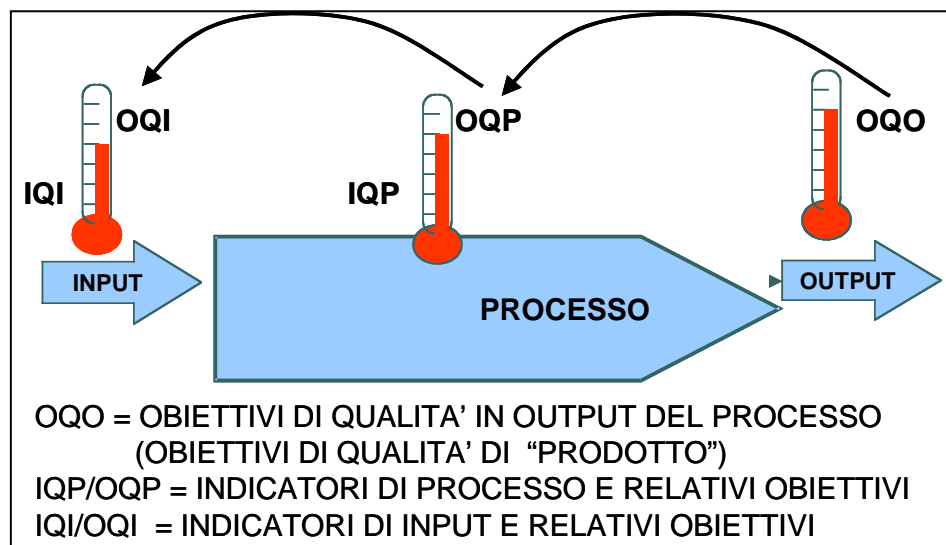 OQI
OQP
OQO
IQI
IQP
INPUT
PROCESSO
OUTPUT
OQO = OBIETTIVI DI QUALITA' IN OUTPUT DEL PROCESSO
(OBIETTIVI DI QUALITA' DI “PRODOTTO”)
IQP/OQP = INDICATORI DI PROCESSO E RELATIVI OBIETTIVI
IQI/OQI = INDICATORI DI INPUT E RELATIVI OBIETTIVI